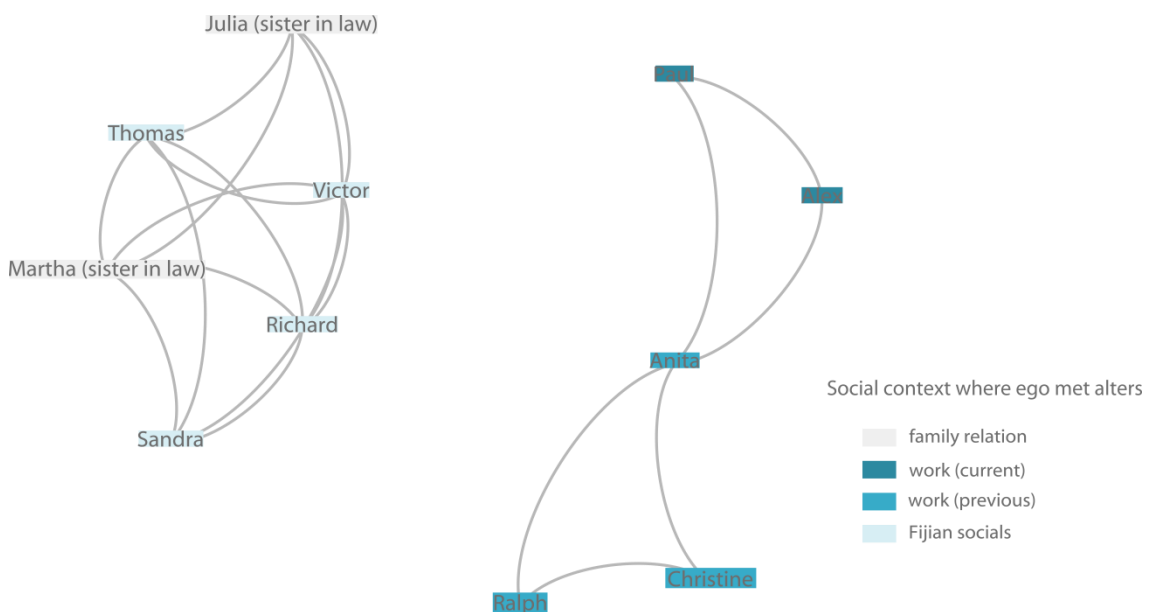 Julia (sister in law)
Thomas
Victor
Martha (sister in law)
Richard
Sandra
Anita
Ralph
Christine
Social context where ego met alters
family relation
work (current)
work (previous)
Fijian socials